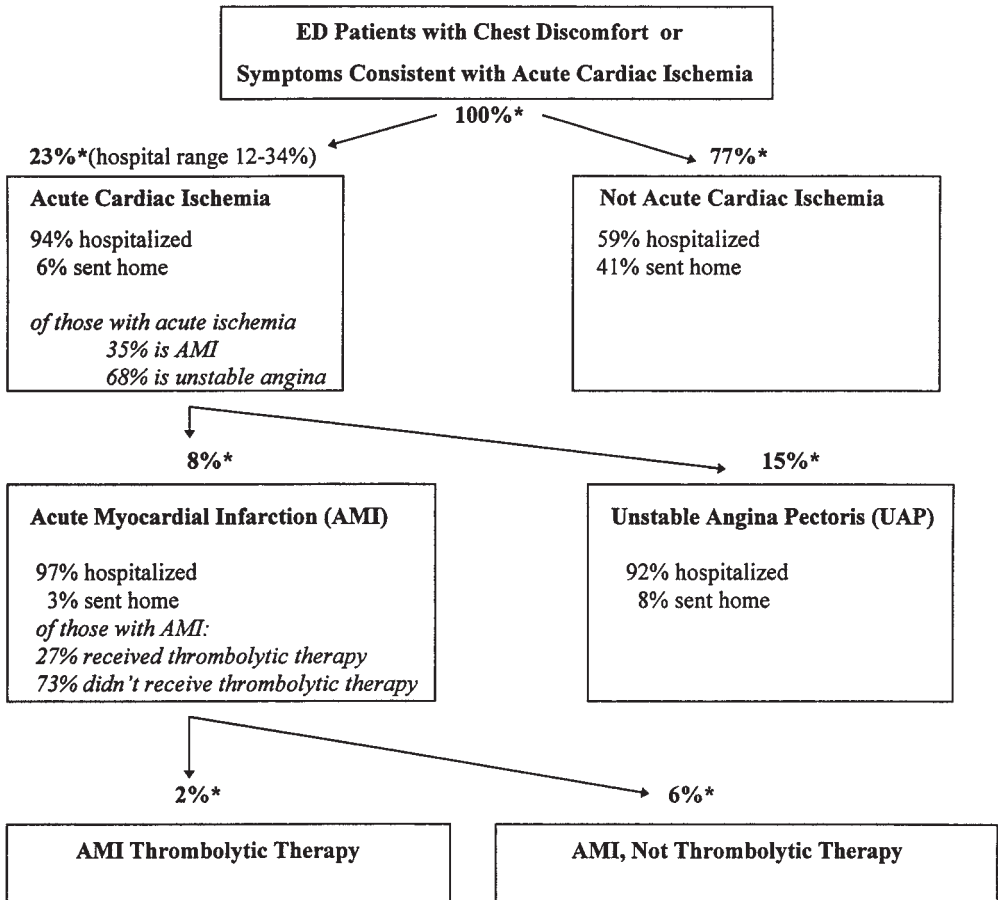 ED Patients with Chest Discomfort or
Symptoms Consistent with Acute Cardiac Ischemia
100%*
23%*(hospital range 12-34%)
77%*
Acute Cardiac Ischemia
94% hospitalized
6% sent home
of those with acute ischemia
35% is AMI
68% is unstable angina
Not Acute Cardiac Ischemia
59% hospitalized
41% sent home
8%*
15%*
Acute Myocardial Infarction (AMI)
97% hospitalized
3% sent home
of those with AMI:
27% received thrombolytic therapy
73% didn't receive thrombolytic therapy
Unstable Angina Pectoris (UAP)
92% hospitalized
8% sent home
2%*
6%*
AMI Thrombolytic Therapy
AMI, Not Thrombolytic Therapy